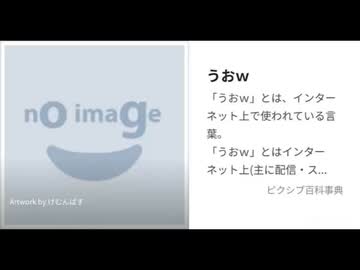 no image
Artwork by けむんぱす
うおｗ
「うおｗ」とは、インター
ネット上で使われている言
葉。
「うおｗ」とはインター
ネット上(主に配信・ス...
ピクシブ百科事典